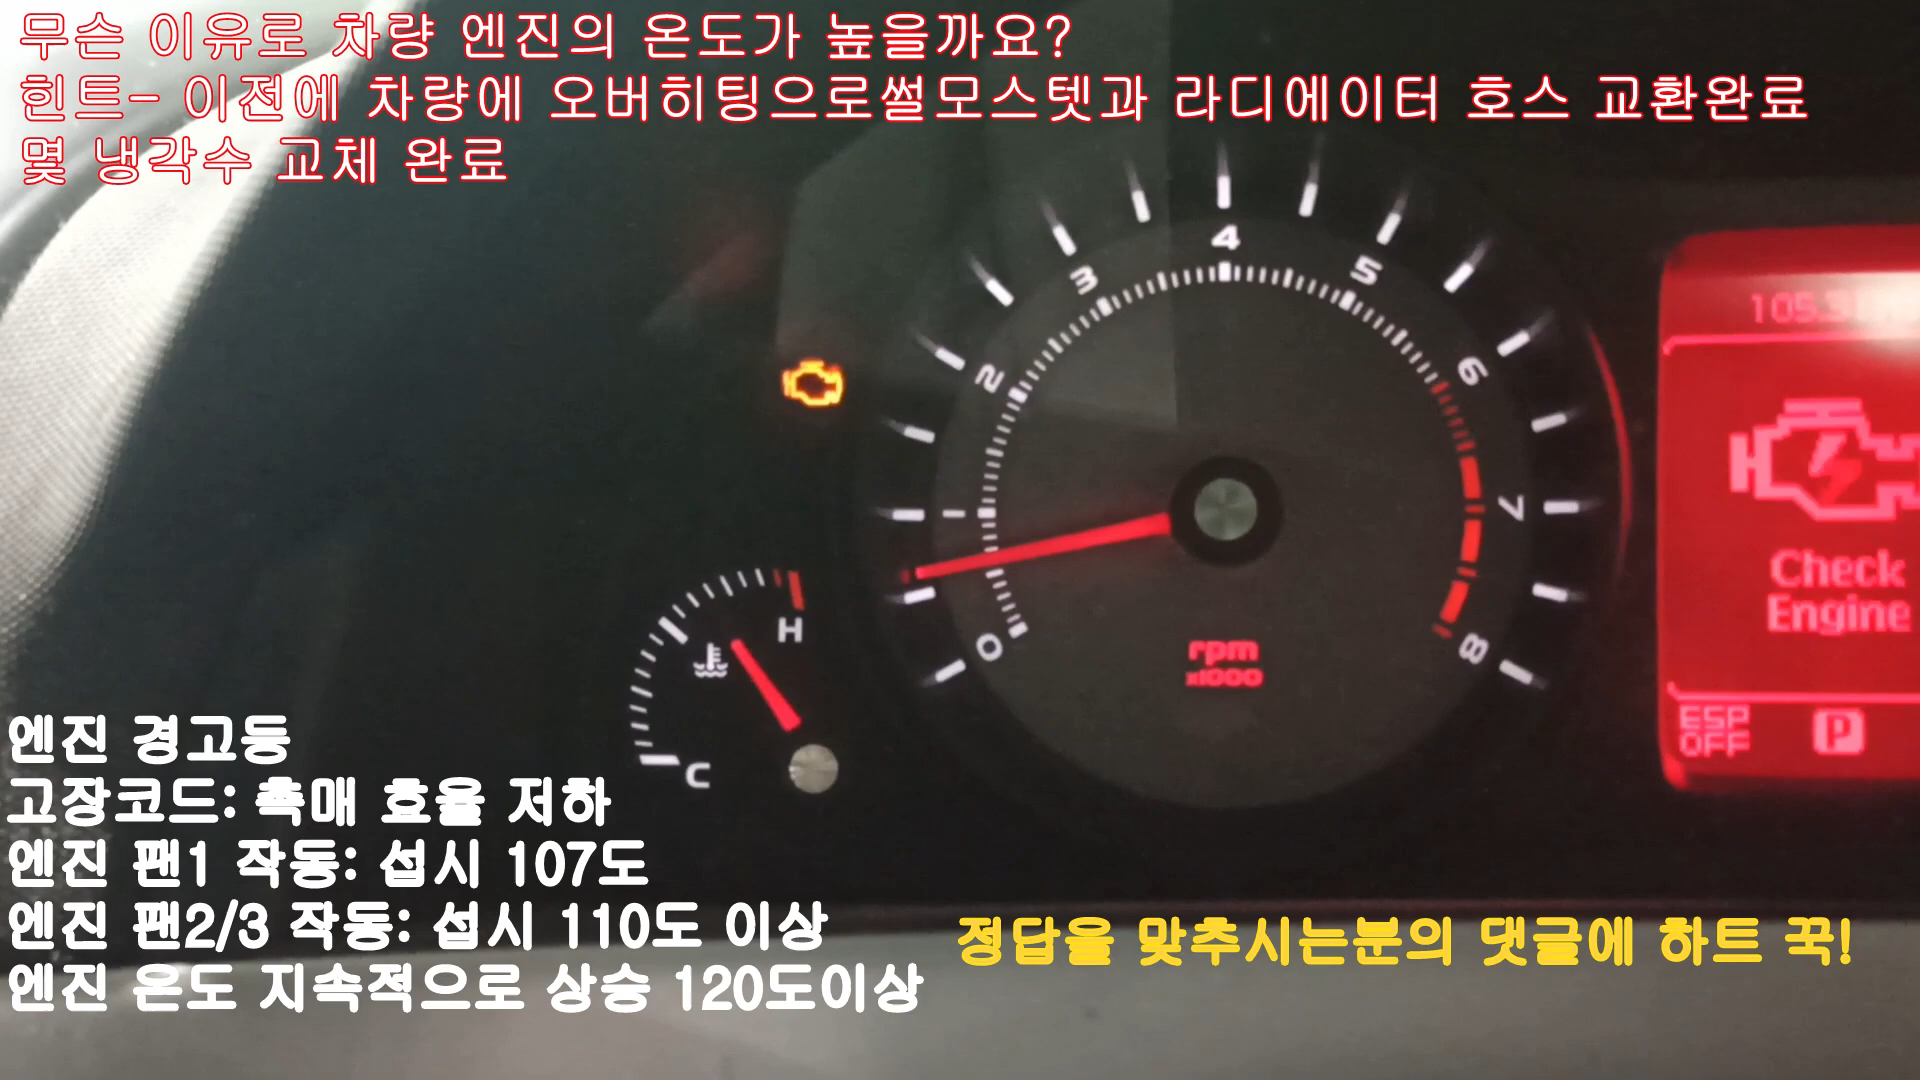 무슨 이유로 차량 엔진의 온도가 높을까요?
힌트- 이전에 차량에 오버히팅으로썰모스텟과 라디에이터 호스 교환완료
몇 냉각수 교체 완료
4
3
5
2
6
1
7
0
8
rpm
x1000
H
C
Check
Engine
ESP
OFF
P
엔진 경고등
고장코드: 촉매 효율 저하
엔진 팬1 작동: 섭시 107도
엔진 팬2/3 작동: 섭시 110도 이상
엔진 온도 지속적으로 상승 120도이상
정답을 맞추시는분의 댓글에 하트 꾹!